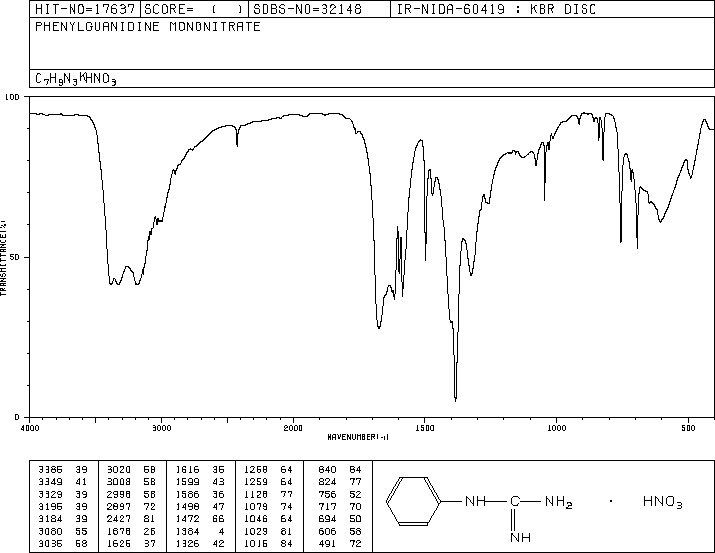 HIT-NO=17637 SCORE= ( ) SDBS-NO=32148 IR-NIDA-60419 : KBR DISC
PHENYLGUANIDINE MONONITRATE
C7H9N3XHNO3
100
TRANSMITTANCE(%)
50
0
4000 3000 2000 1500 1000 500
WAVENUMBER(-1)
3385 39 3020 58 1616 35 1268 64 840 84
3349 41 3008 58 1599 43 1259 64 824 77
3329 39 2998 58 1586 36 1128 77 756 52
3195 39 2897 72 1498 47 1079 74 717 70
3184 39 2427 81 1472 66 1046 64 694 50
3080 55 1678 26 1384 4 1029 81 606 58
3035 58 1625 37 1326 42 1016 84 491 72
NH C NH2 · HNO3
NH